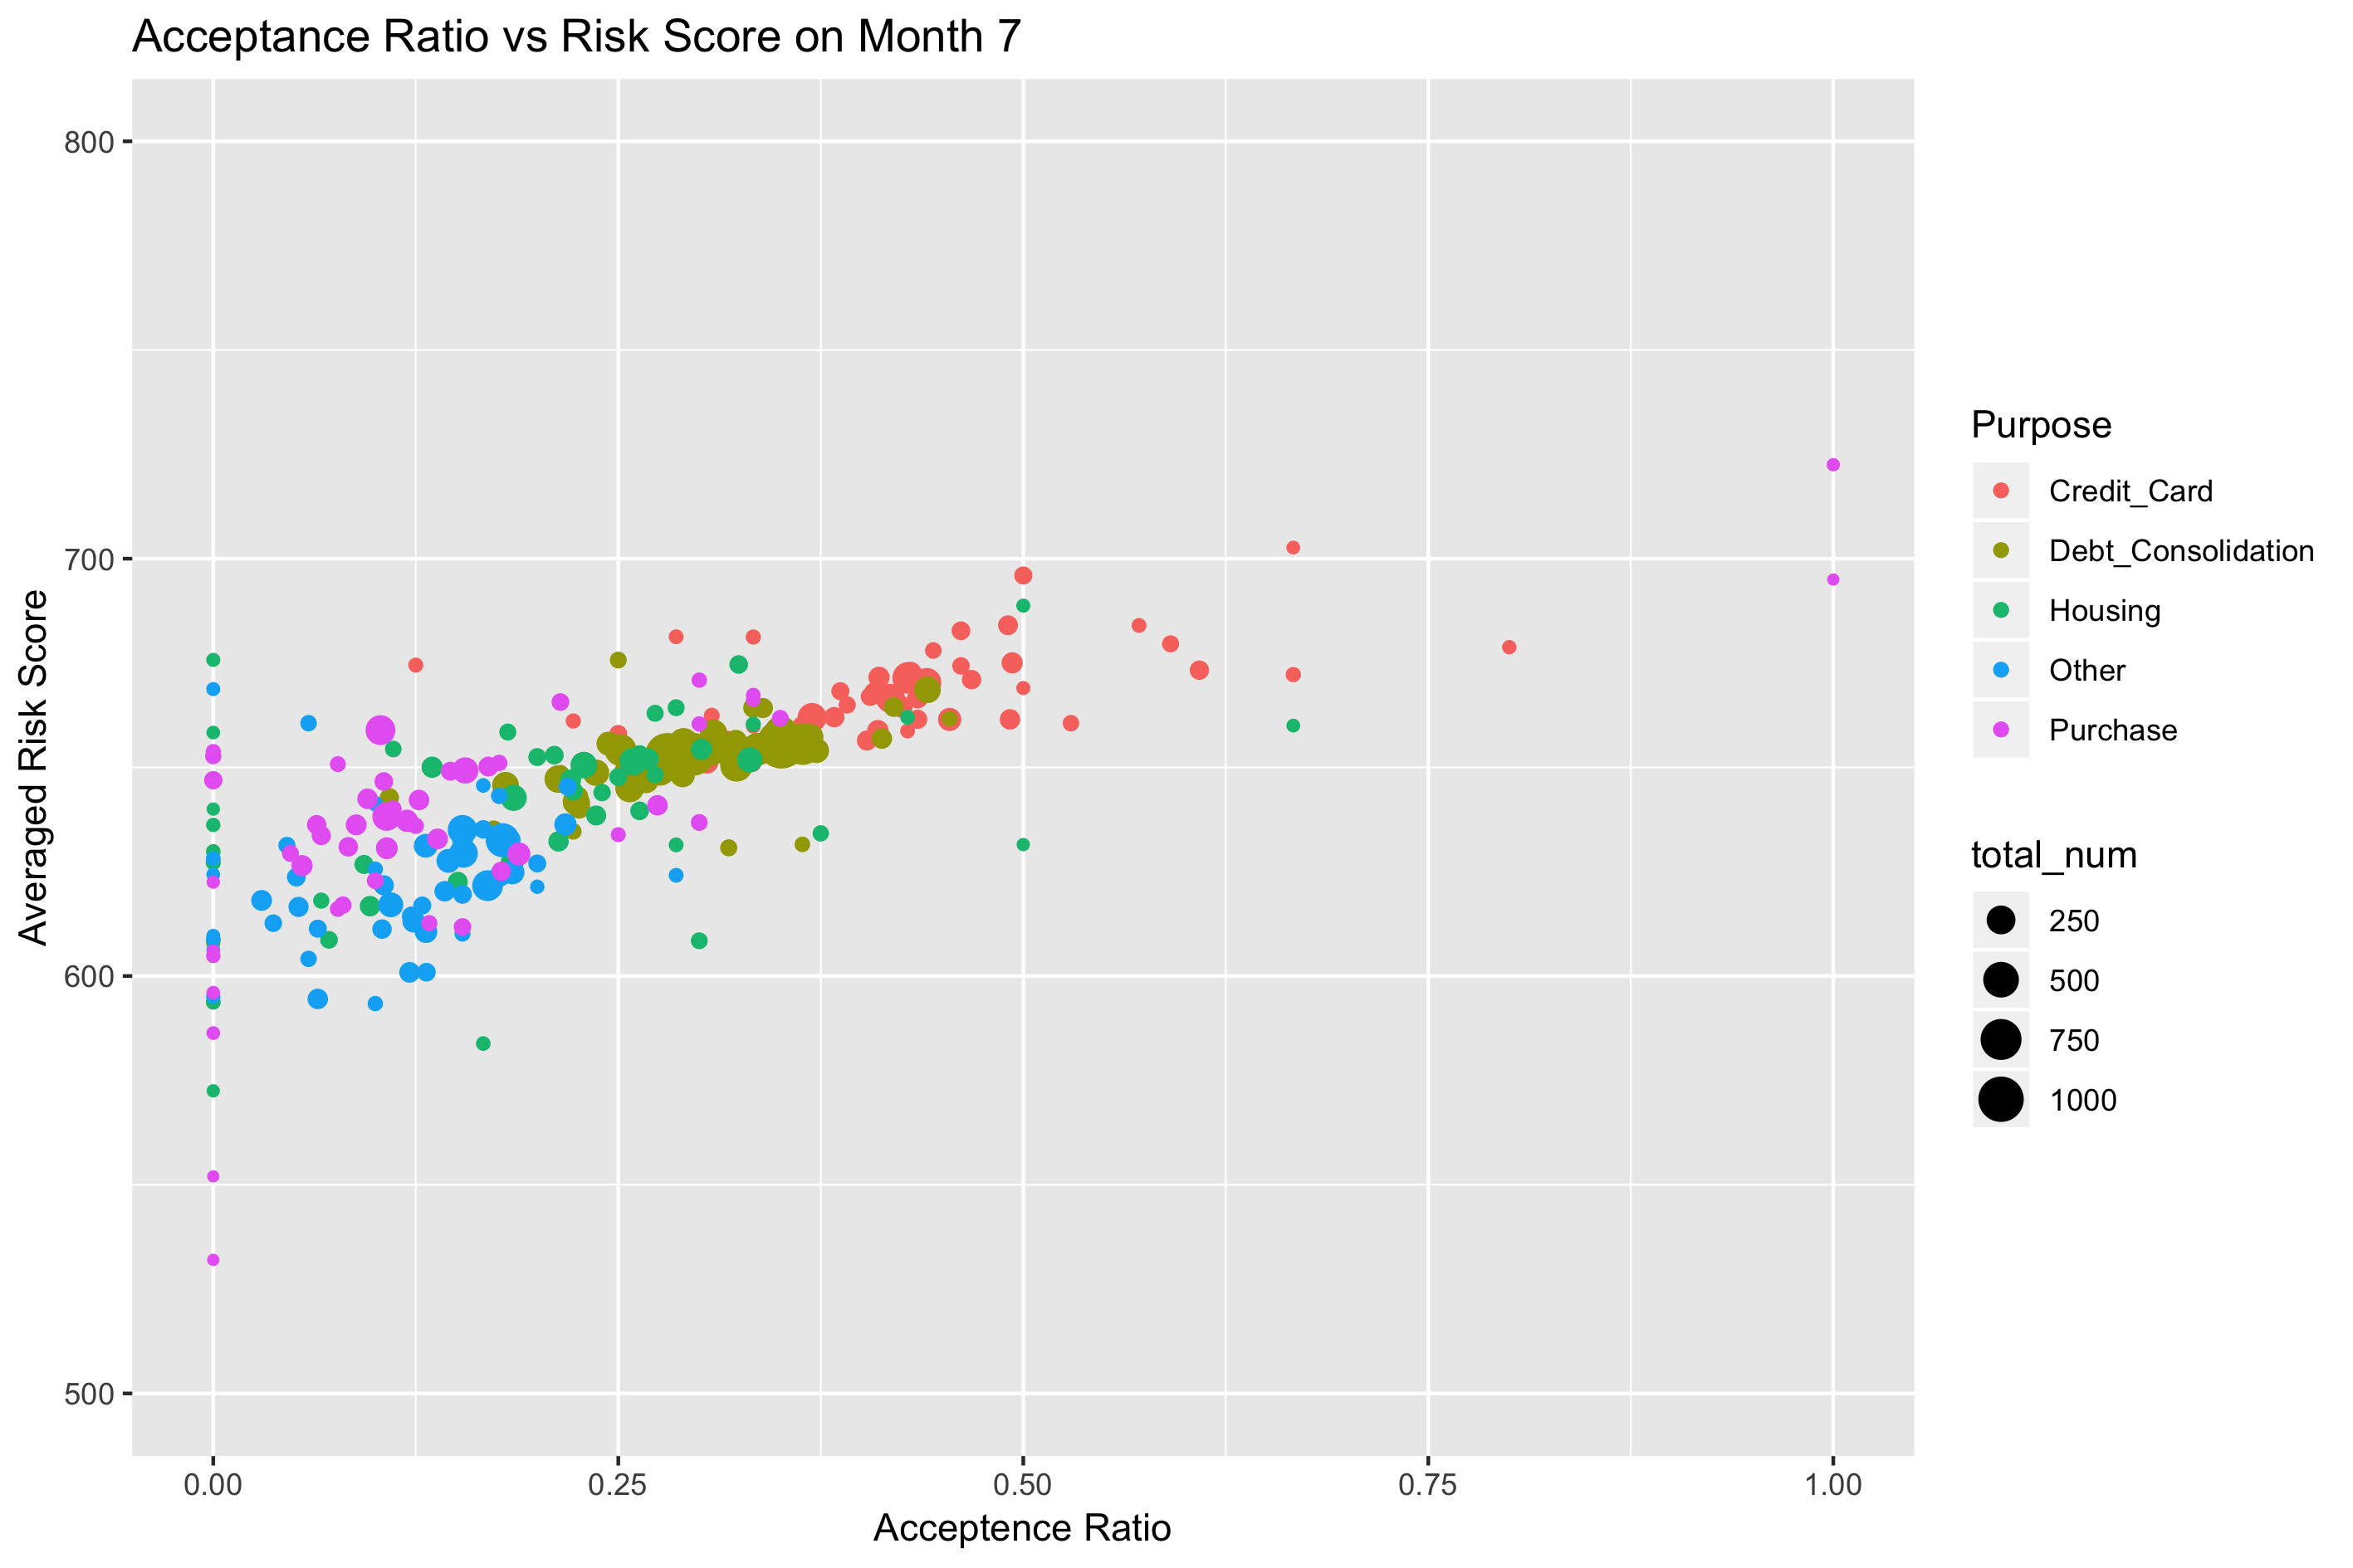 Acceptance Ratio vs Risk Score on Month 7
800
700
600
500
Averaged Risk Score
0.00 0.25 0.50 0.75 1.00
Acceptence Ratio
Purpose
Credit_Card
Debt_Consolidation
Housing
Other
Purchase
total_num
250
500
750
1000